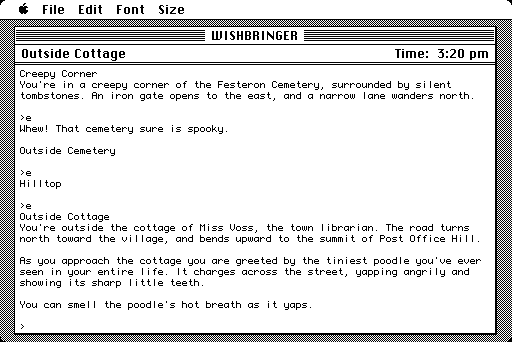 File Edit Font Size
WISHBRINGER
Outside Cottage Time: 3:20 pm
Creepy Corner
You're in a creepy corner of the Festeron Cemetery, surrounded by silent
tombstones. An iron gate opens to the east, and a narrow lane wanders north.
>e
Whew! That cemetery sure is spooky.
Outside Cemetery
>e
Hilltop
>e
Outside Cottage
You're outside the cottage of Miss Voss, the town librarian. The road turns
north toward the village, and bends upward to the summit of Post Office Hill.
As you approach the cottage you are greeted by the tiniest poodle you've ever
seen in your entire life. It charges across the street, yapping angrily and
showing its sharp little teeth.
You can smell the poodle's hot breath as it yaps.
>